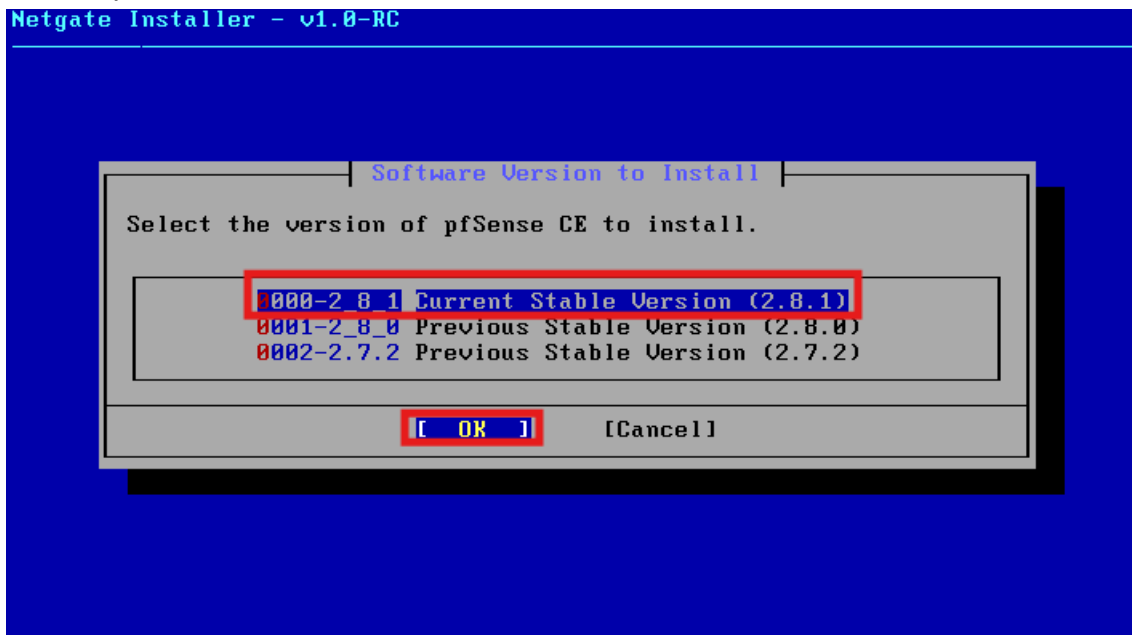 Netgate Installer - v1.0-RC
Software Version to Install
Select the version of pfSense CE to install.
0000-2_8_1 Current Stable Version (2.8.1)
0001-2_8_0 Previous Stable Version (2.8.0)
0002-2.7.2 Previous Stable Version (2.7.2)
[ OK ] [Cancel]